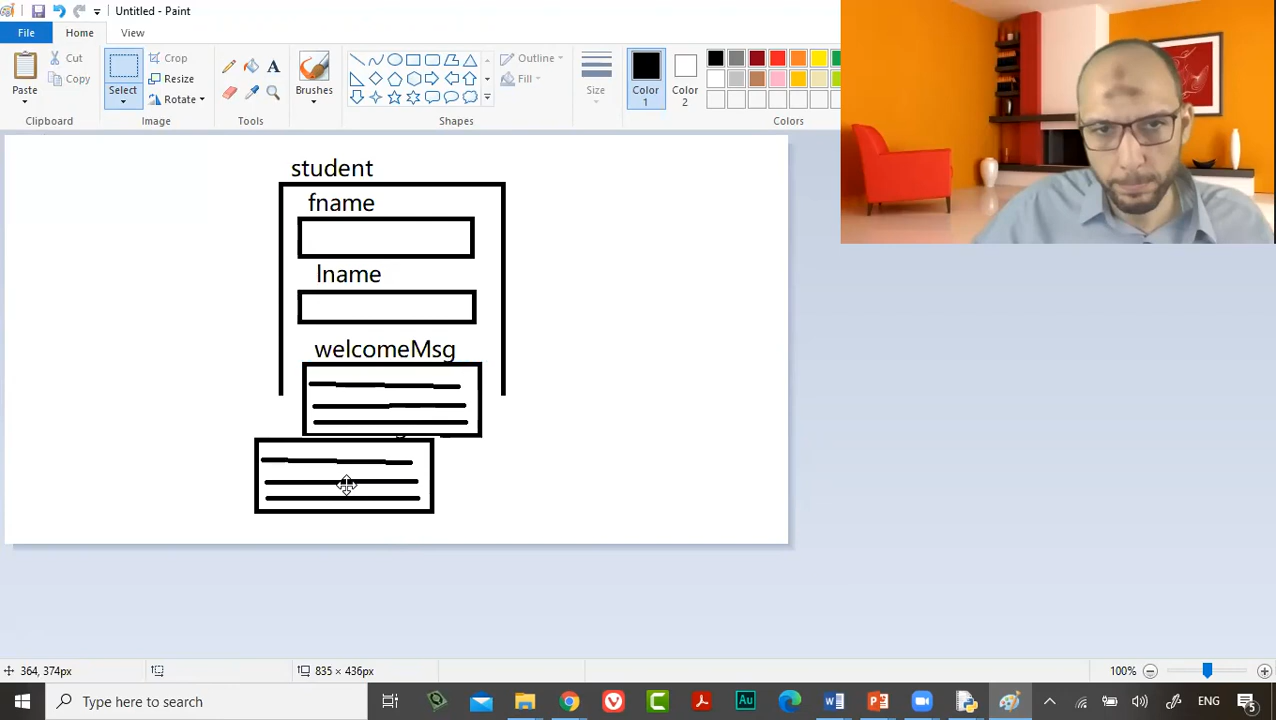 Untitled - Paint
File
Home
View
Paste
Cut
Copy
Clipboard
Select
Crop
Resize
Rotate
Image
A
Tools
Brushes
Outline
Fill
Shapes
Size
Color
1
Color
2
Colors
student
fname
lname
welcomeMsg
364, 374px
835 × 436px
100%
Type here to search
Au
ENG
5